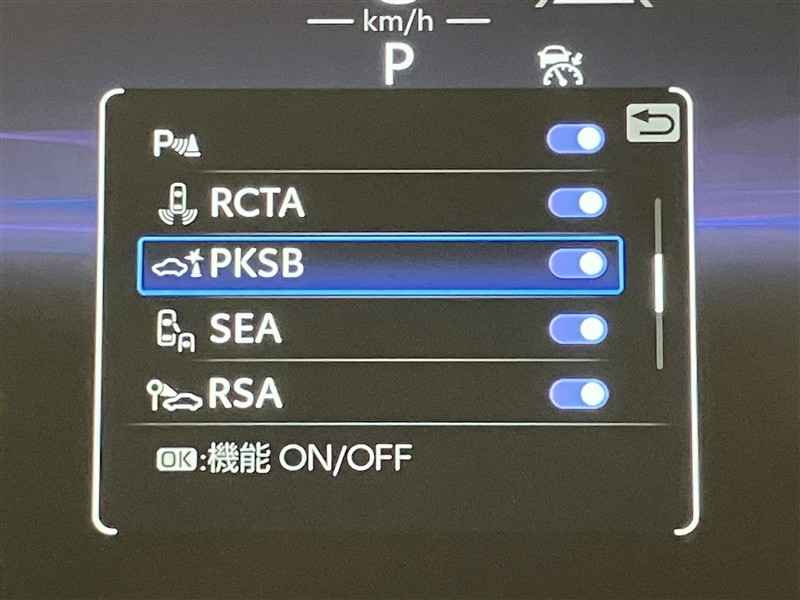 km/h
P
P
RCTA
PKSB
SEA
RSA
OK:機能 ON/OFF